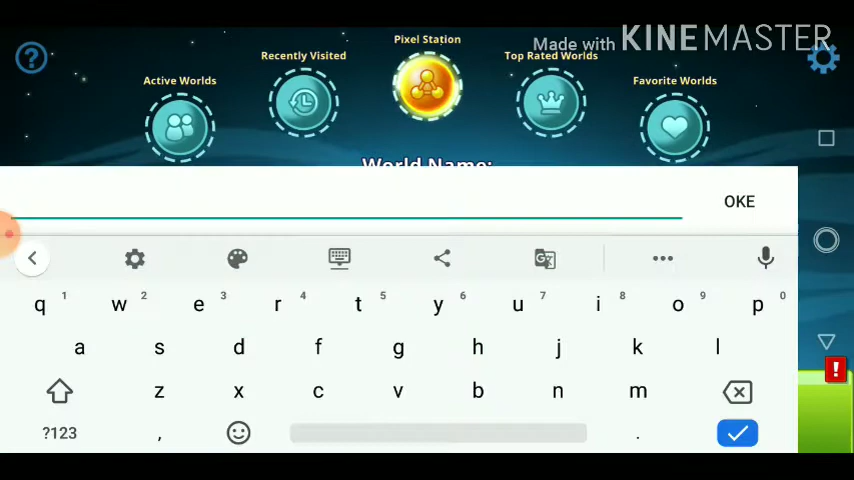 Pixel Station
Made with KINEMASTER
Recently Visited
Top Rated Worlds
Active Worlds
Favorite Worlds
World Name:
OKE
q 1 w 2 e 3 r 4 t 5 y 6 u 7 i 8 o 9 p 0
a s d f g h j k l
z x c v b n m
?123 , .